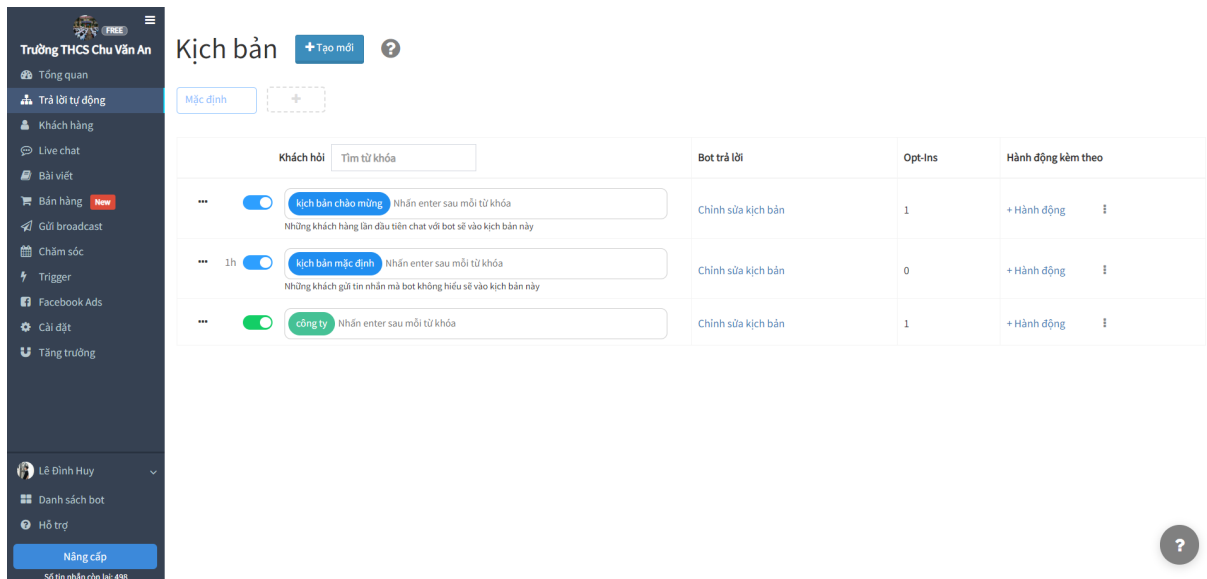 FREE
Trường THCS Chu Văn An
Tổng quan
Trả lời tự động
Khách hàng
Live chat
Bài viết
Bán hàng New
Gửi broadcast
Chăm sóc
Trigger
Facebook Ads
Cài đặt
Tăng trưởng
Lê Đình Huy
Danh sách bot
Hỗ trợ
Nâng cấp
Số tin nhắn còn lại: 498
Kịch bản +Tạo mới ?
Mặc định +
Khách hỏi Tìm từ khóa Bot trả lời Opt-Ins Hành động kèm theo
kịch bản chào mừng Nhấn enter sau mỗi từ khóa Chỉnh sửa kịch bản 1 + Hành động
Những khách hàng lần đầu tiên chat với bot sẽ vào kịch bản này
1h kịch bản mặc định Nhấn enter sau mỗi từ khóa Chỉnh sửa kịch bản 0 + Hành động
Những khách gửi tin nhắn mà bot không hiểu sẽ vào kịch bản này
công ty Nhấn enter sau mỗi từ khóa Chỉnh sửa kịch bản 1 + Hành động
?